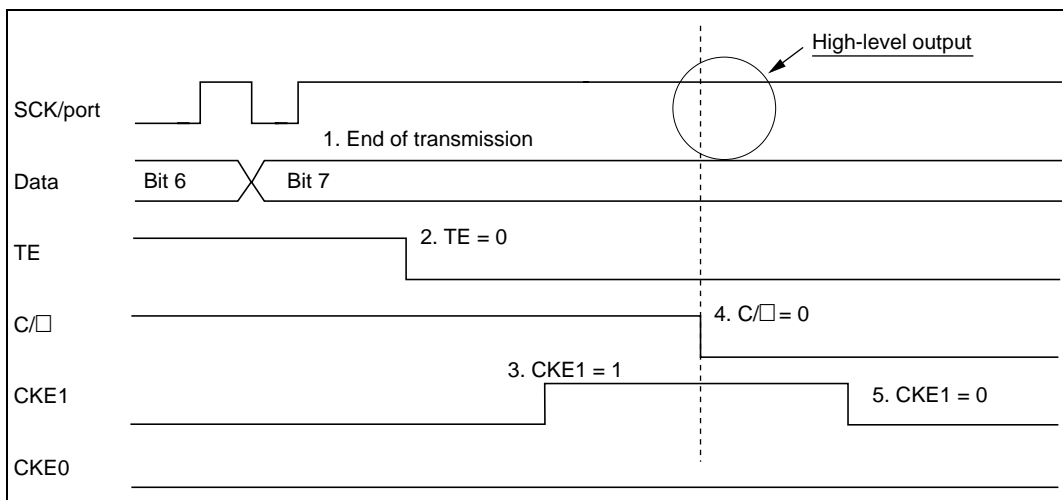 High-level output
SCK/port
1. End of transmission
Data
Bit 6
Bit 7
TE
2. TE = 0
C/□
4. C/□ = 0
3. CKE1 = 1
CKE1
5. CKE1 = 0
CKE0